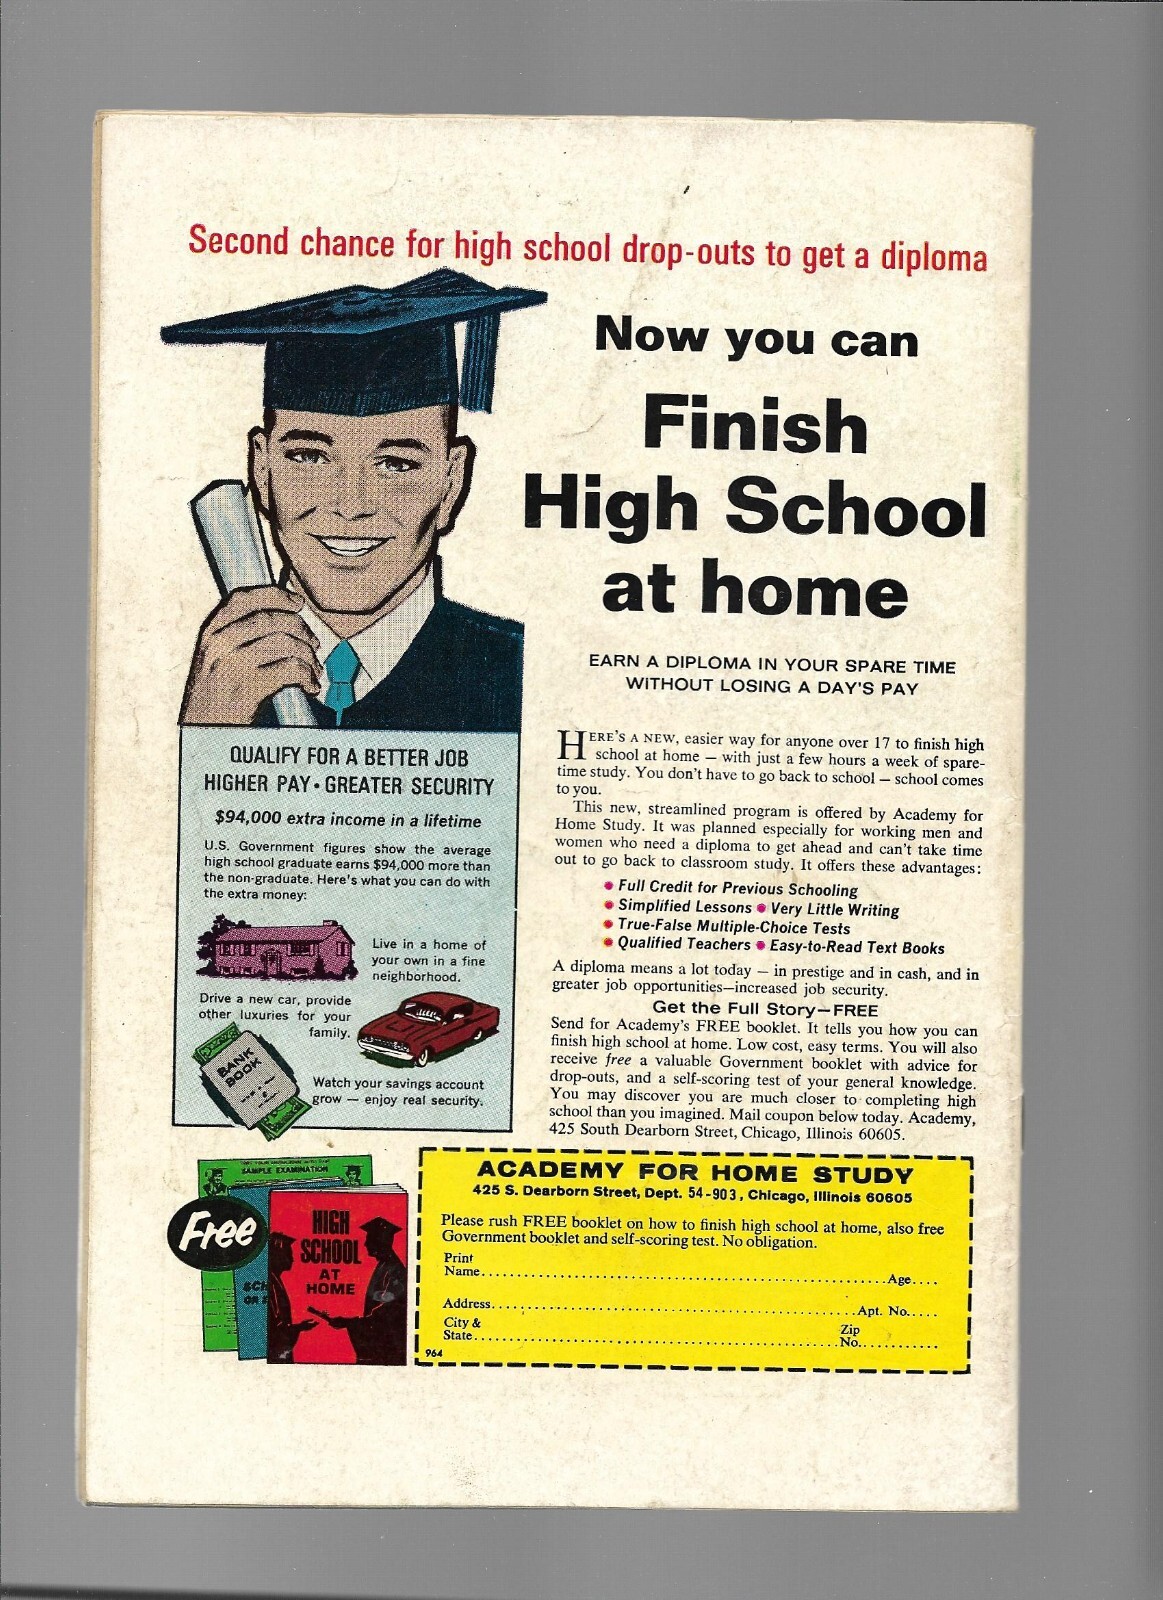 Second chance for high school drop-outs to get a diploma
Now you can
Finish
High School
at home
EARN A DIPLOMA IN YOUR SPARE TIME
WITHOUT LOSING A DAY'S PAY
QUALIFY FOR A BETTER JOB
HIGHER PAY • GREATER SECURITY
$94,000 extra income in a lifetime
U.S. Government figures show the average
high school graduate earns $94,000 more than
the non-graduate. Here's what you can do with
the extra money:
Live in a home of
your own in a fine
neighborhood.
Drive a new car, provide
other luxuries for your
family.
BANK
BOOK
Watch your savings account
grow — enjoy real security.
HERE'S A NEW, easier way for anyone over 17 to finish high
school at home — with just a few hours a week of spare-
time study. You don't have to go back to school — school comes
to you.
This new, streamlined program is offered by Academy for
Home Study. It was planned especially for working men and
women who need a diploma to get ahead and can't take time
out to go back to classroom study. It offers these advantages:
• Full Credit for Previous Schooling
• Simplified Lessons • Very Little Writing
• True-False Multiple-Choice Tests
• Qualified Teachers • Easy-to-Read Text Books
A diploma means a lot today — in prestige and in cash, and in
greater job opportunities—increased job security.
Get the Full Story—FREE
Send for Academy's FREE booklet. It tells you how you can
finish high school at home. Low cost, easy terms. You will also
receive free a valuable Government booklet with advice for
drop-outs, and a self-scoring test of your general knowledge.
You may discover you are much closer to completing high
school than you imagined. Mail coupon below today. Academy,
425 South Dearborn Street, Chicago, Illinois 60605.
SAMPLE EXAMINATION
Free
HIGH
SCHOOL
AT
HOME
ACADEMY FOR HOME STUDY
425 S. Dearborn Street, Dept. 54-903, Chicago, Illinois 60605
Please rush FREE booklet on how to finish high school at home, also free
Government booklet and self-scoring test. No obligation.
Print
Name.......................................................Age....
Address..................................................Apt. No.....
City & Zip
State....................................................No............
964